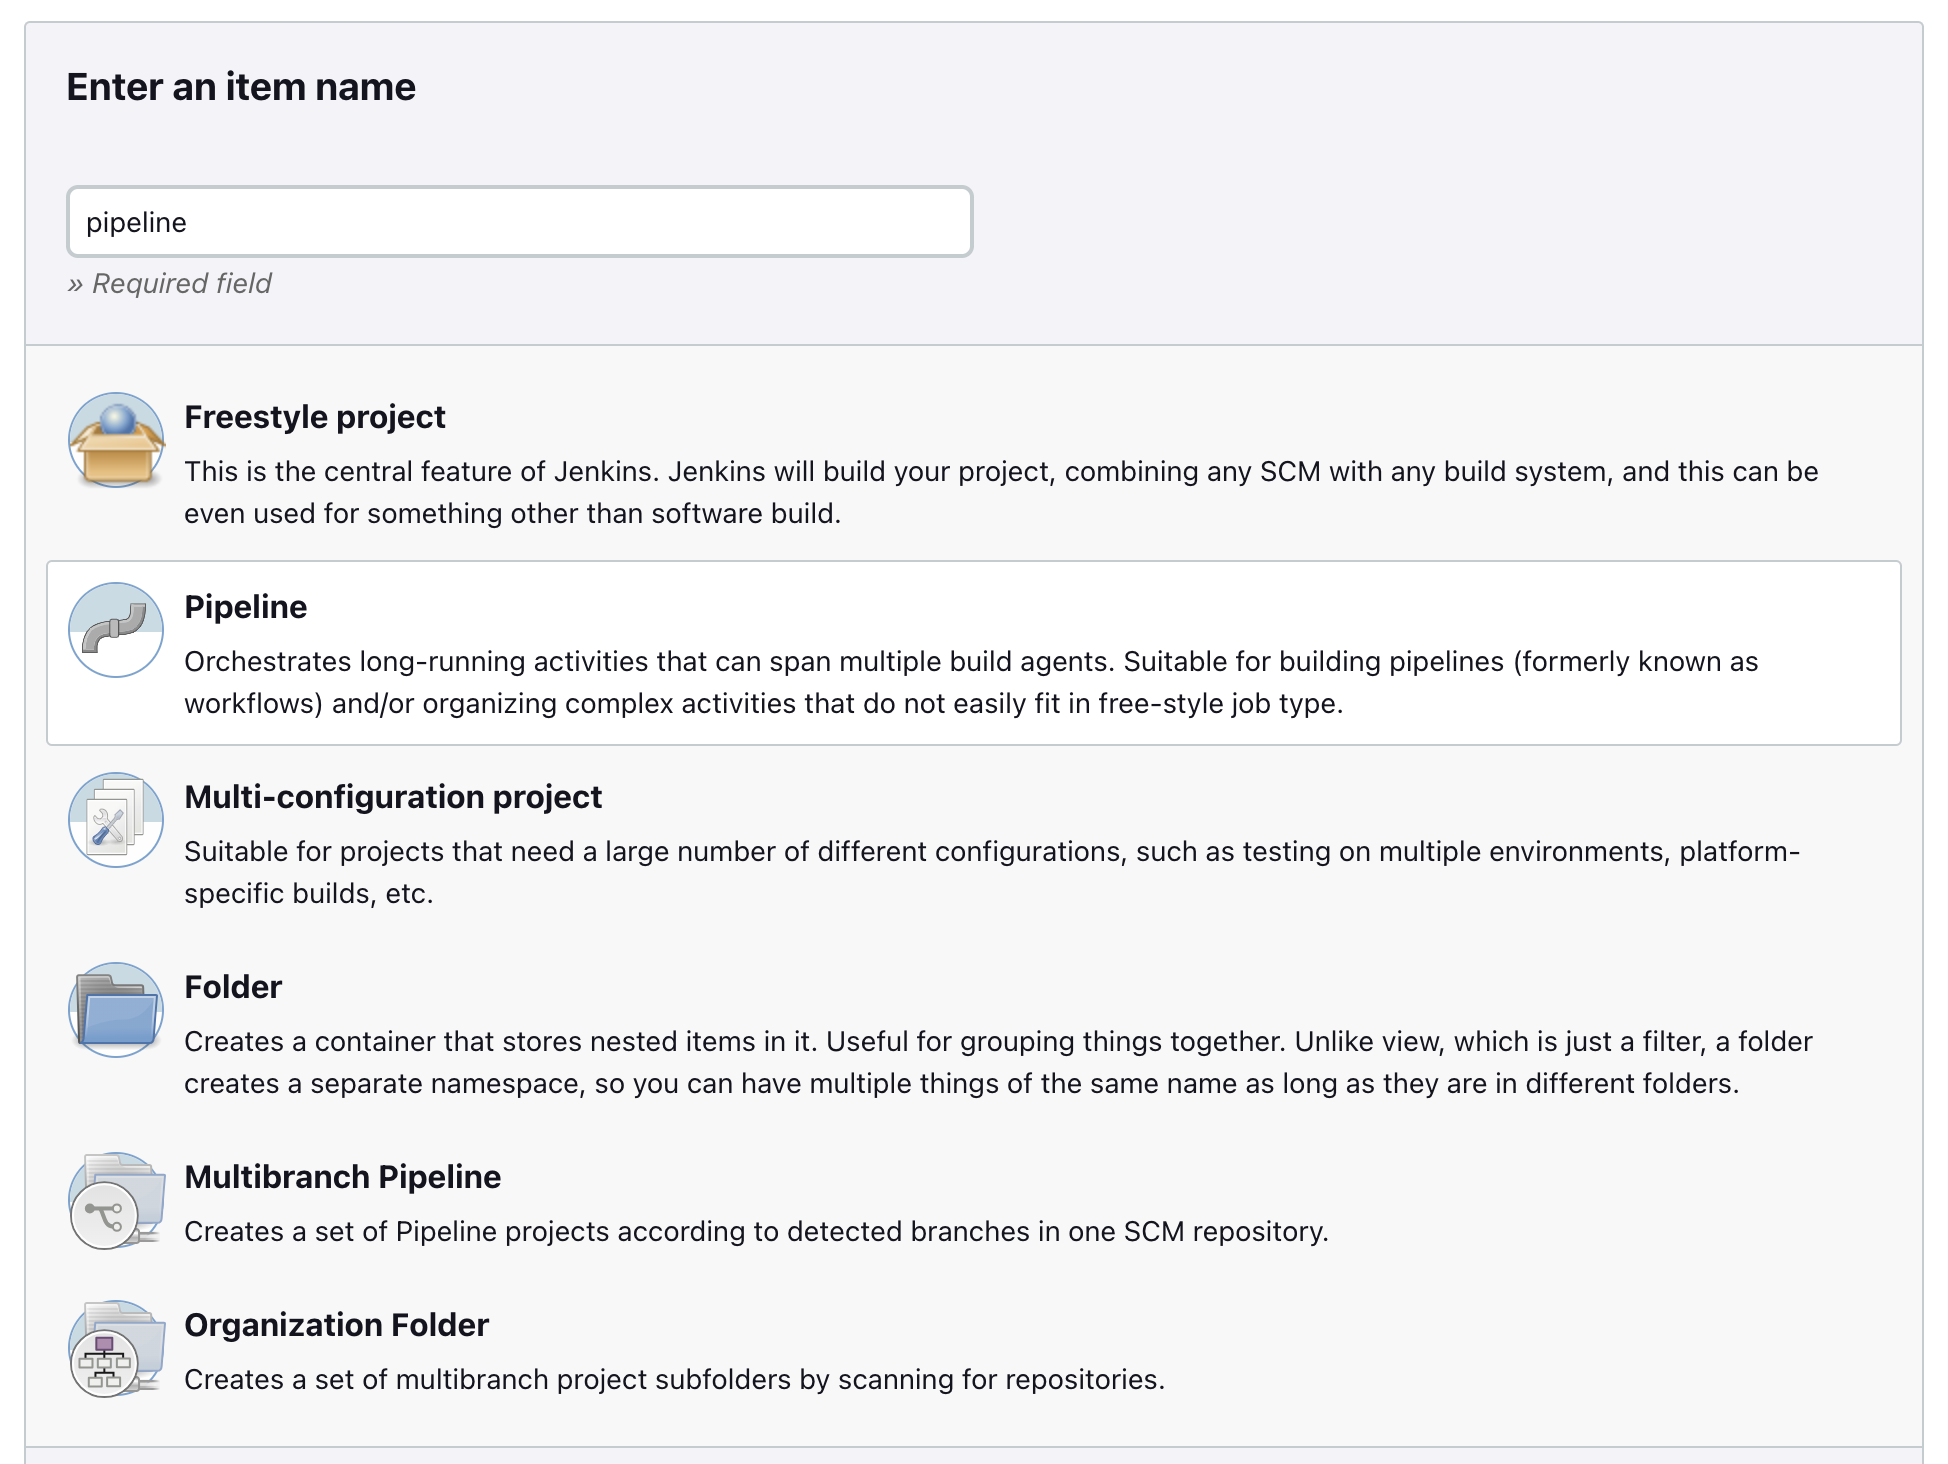 Enter an item name
pipeline
» Required field
Freestyle project
This is the central feature of Jenkins. Jenkins will build your project, combining any SCM with any build system, and this can be
even used for something other than software build.
Pipeline
Orchestrates long-running activities that can span multiple build agents. Suitable for building pipelines (formerly known as
workflows) and/or organizing complex activities that do not easily fit in free-style job type.
Multi-configuration project
Suitable for projects that need a large number of different configurations, such as testing on multiple environments, platform-
specific builds, etc.
Folder
Creates a container that stores nested items in it. Useful for grouping things together. Unlike view, which is just a filter, a folder
creates a separate namespace, so you can have multiple things of the same name as long as they are in different folders.
Multibranch Pipeline
Creates a set of Pipeline projects according to detected branches in one SCM repository.
Organization Folder
Creates a set of multibranch project subfolders by scanning for repositories.